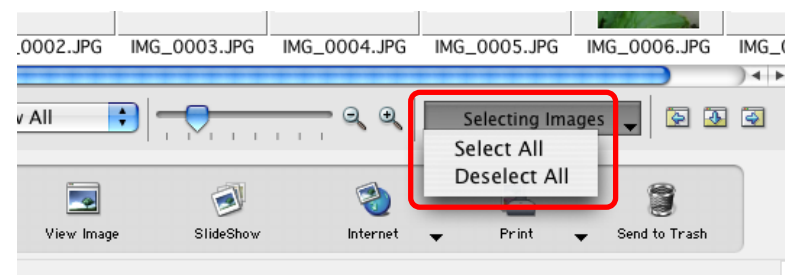 _0002.JPG IMG_0003.JPG IMG_0004.JPG IMG_0005.JPG IMG_0006.JPG IMG_
All Selecting Images
Select All
Deselect All
View Image SlideShow Internet Print Send to Trash